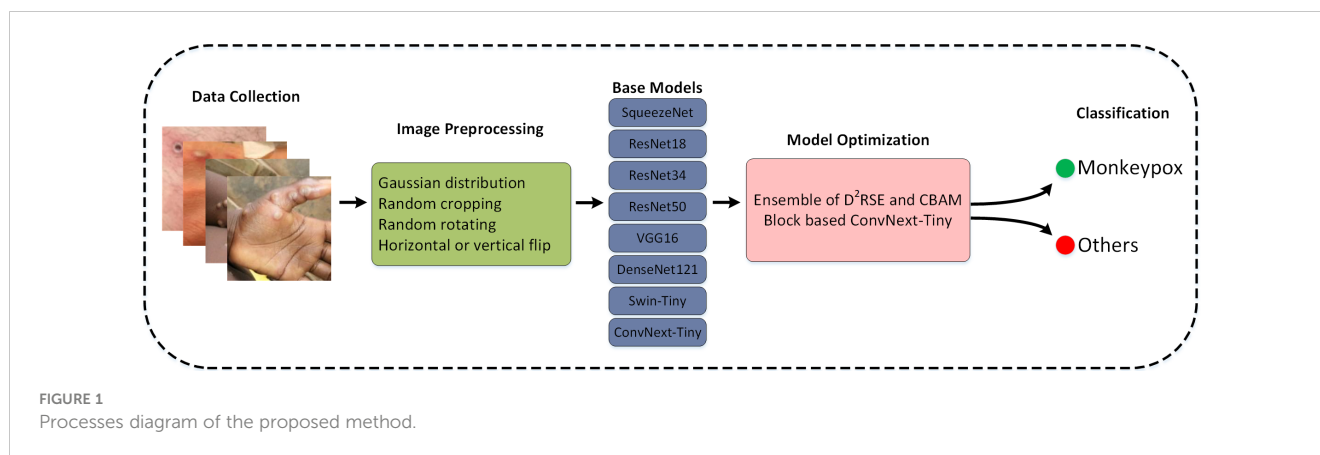 Data Collection
Image Preprocessing
Gaussian distribution
Random cropping
Random rotating
Horizontal or vertical flip
Base Models
SqueezeNet
ResNet18
ResNet34
ResNet50
VGG16
DenseNet121
Swin-Tiny
ConvNext-Tiny
Model Optimization
Ensemble of D²RSE and CBAM
Block based ConvNext-Tiny
Classification
Monkeypox
Others
FIGURE 1
Processes diagram of the proposed method.